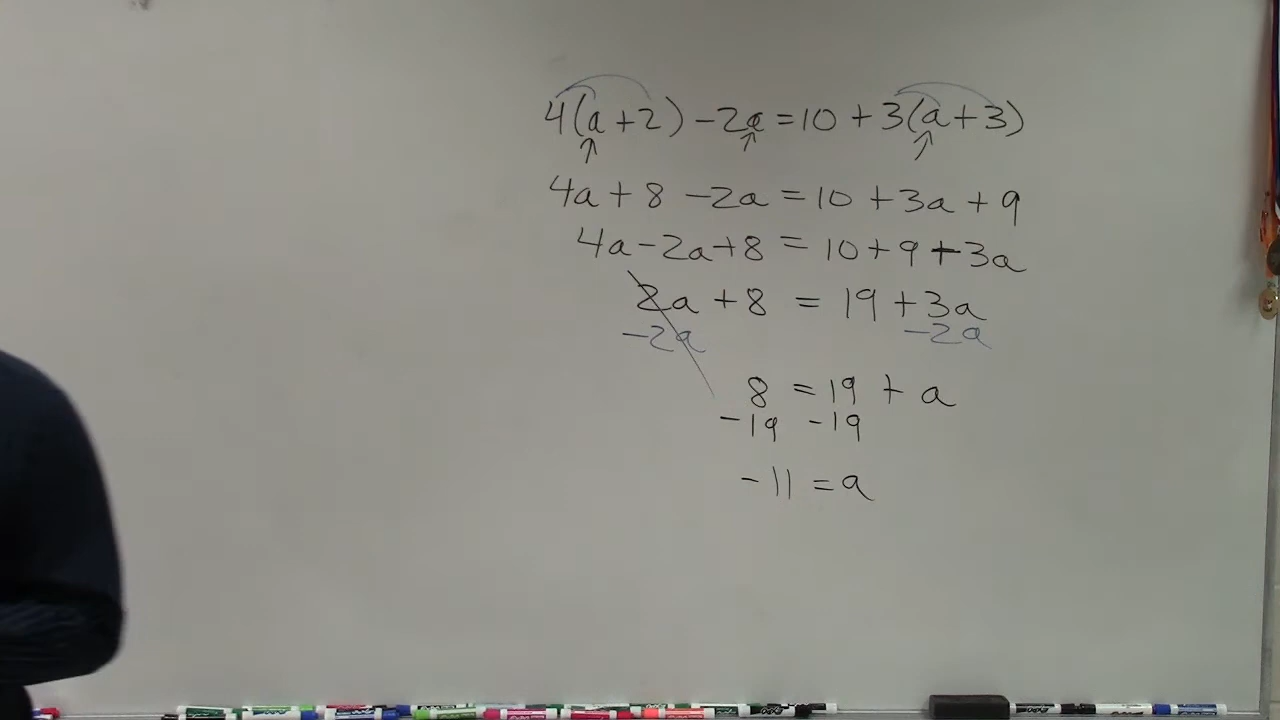 4(a+2)-2a=10+3(a+3)
4a+8-2a=10+3a+9
4a-2a+8=10+9+3a
2a+8=19+3a
-2a -2a
8=19+a
-19 -19
-11=a